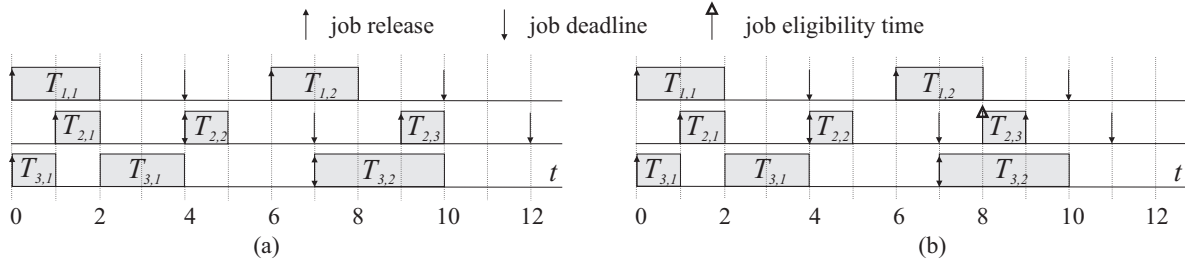 job release job deadline job eligibility time
T1,1 T1,2 T1,1 T1,2
T2,1 T2,2 T2,3 T2,1 T2,2 T2,3
T3,1 T3,1 T3,2 t T3,1 T3,1 T3,2 t
0 2 4 6 8 10 12 0 2 4 6 8 10 12
(a) (b)